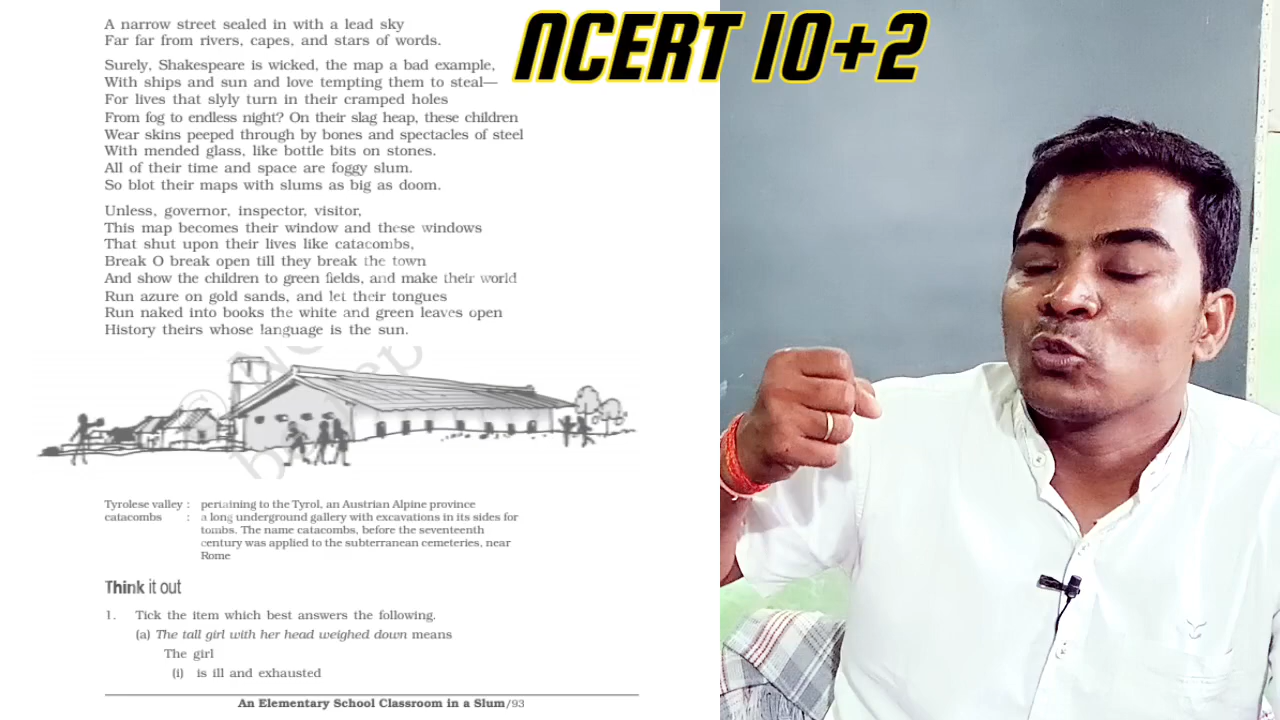 NCERT 10+2
A narrow street sealed in with a lead sky
Far far from rivers, capes, and stars of words.
Surely, Shakespeare is wicked, the map a bad example,
With ships and sun and love tempting them to steal—
For lives that slyly turn in their cramped holes
From fog to endless night? On their slag heap, these children
Wear skins peeped through by bones and spectacles of steel
With mended glass, like bottle bits on stones.
All of their time and space are foggy slum.
So blot their maps with slums as big as doom.
Unless, governor, inspector, visitor,
This map becomes their window and these windows
That shut upon their lives like catacombs,
Break O break open till they break the town
And show the children to green fields, and make their world
Run azure on gold sands, and let their tongues
Run naked into books the white and green leaves open
History theirs whose language is the sun.
Tyrolese valley : pertaining to the Tyrol, an Austrian Alpine province
catacombs : a long underground gallery with excavations in its sides for
tombs. The name catacombs, before the seventeenth
century was applied to the subterranean cemeteries, near
Rome
Think it out
1. Tick the item which best answers the following.
(a) The tall girl with her head weighed down means
The girl
(i) is ill and exhausted
An Elementary School Classroom in a Slum/93